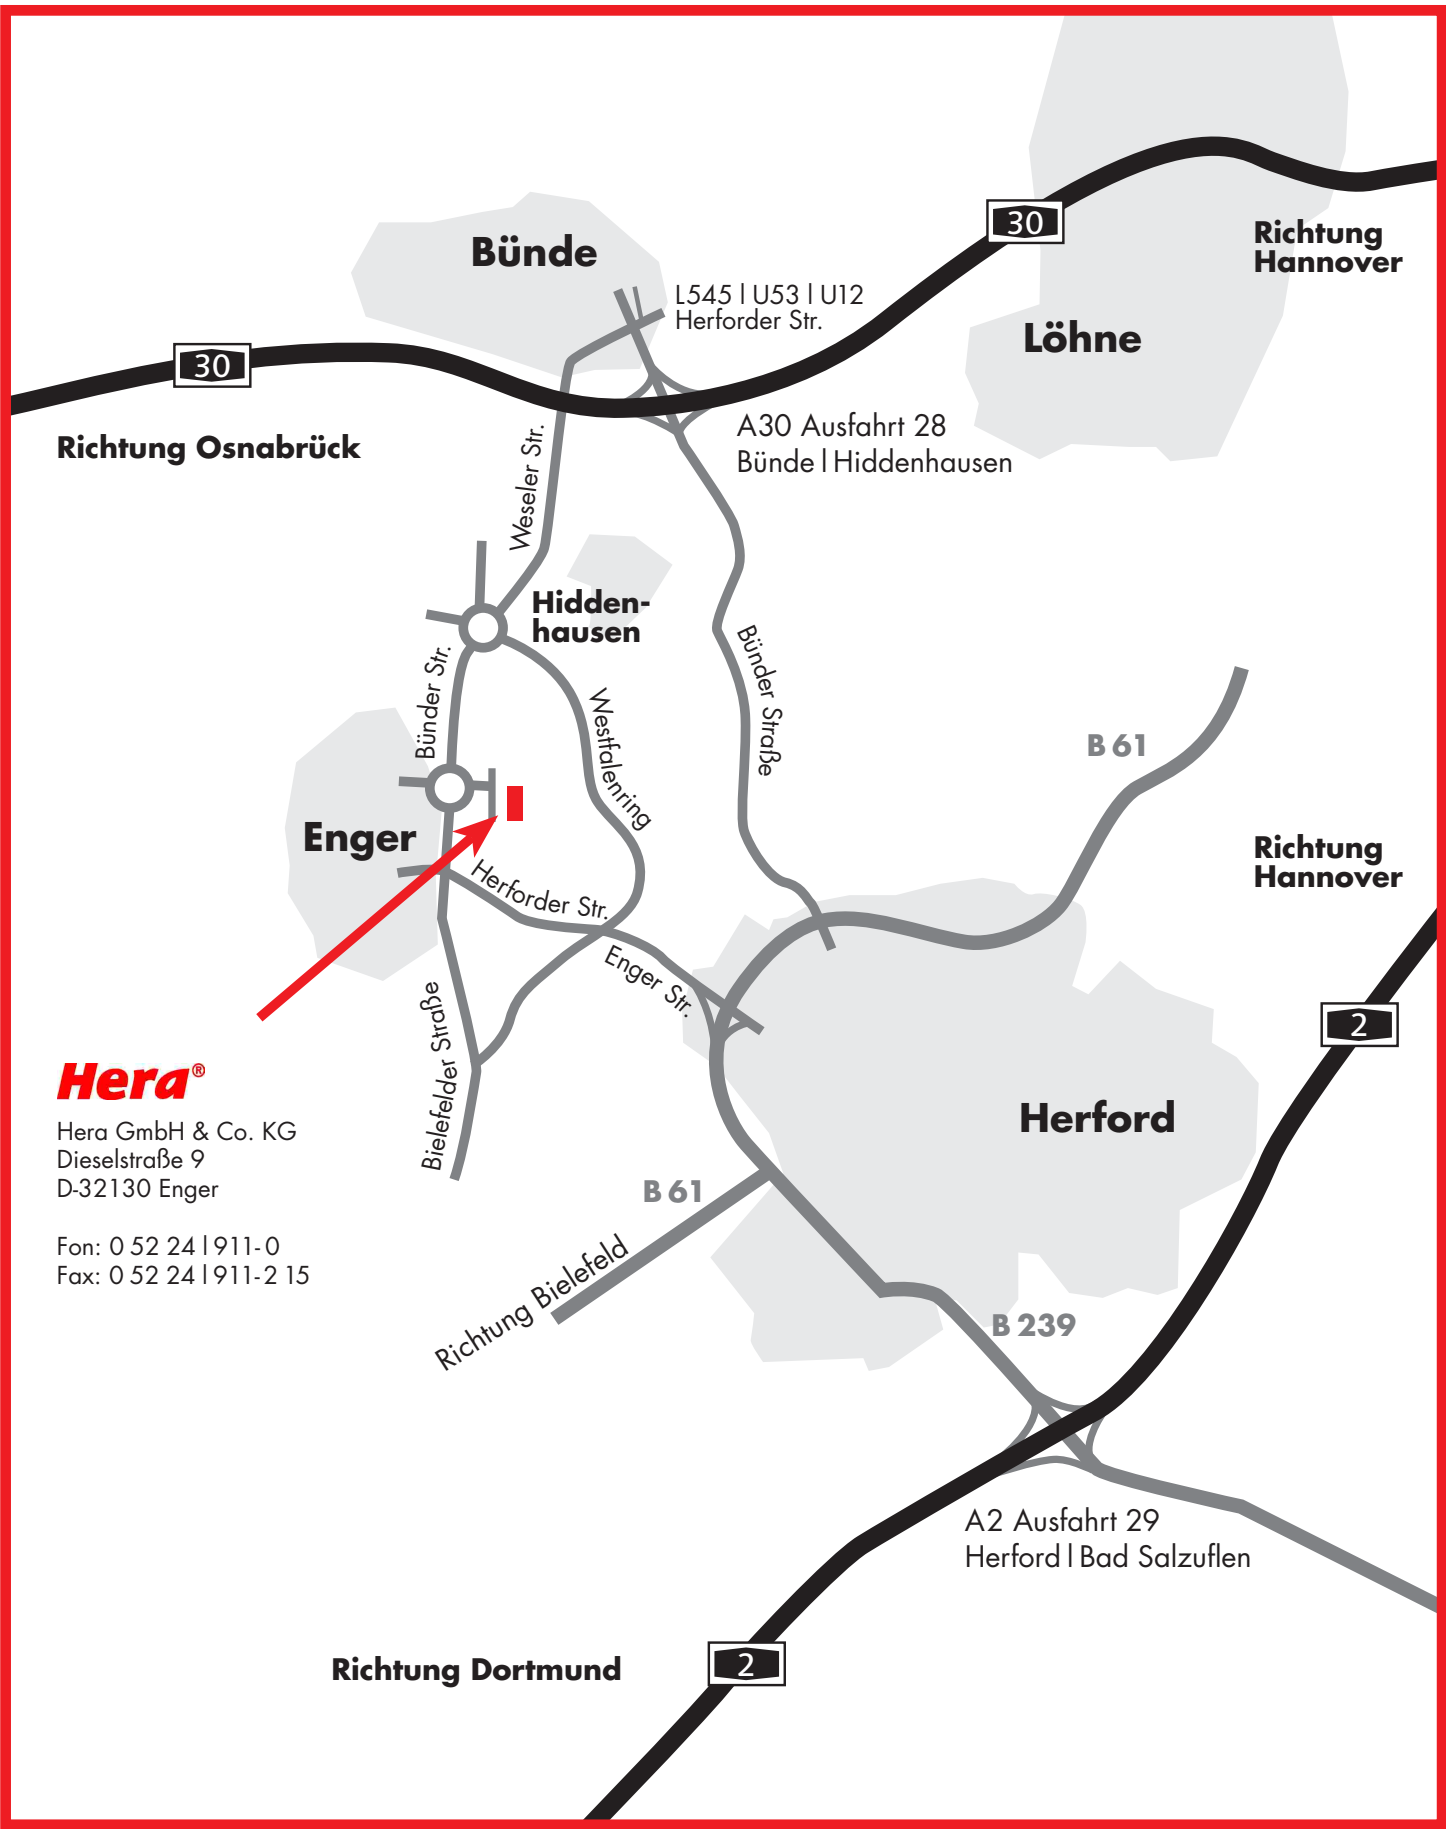 30
Richtung
Hannover
Bünde
L545 | U53 | U12
Herforder Str.
Löhne
30
Richtung Osnabrück
A30 Ausfahrt 28
Bünde | Hiddenhausen
Weseler Str.
Hidden-
hausen
Bünder Str.
Westfalenring
Bünder Straße
B 61
Enger
Herforder Str.
Richtung
Hannover
Enger Str.
Bielefelder Straße
2
Hera®
Hera GmbH & Co. KG
Dieselstraße 9
D-32130 Enger
Fon: 0 52 24 | 911-0
Fax: 0 52 24 | 911-2 15
Herford
B 61
Richtung Bielefeld
B 239
A2 Ausfahrt 29
Herford | Bad Salzuflen
Richtung Dortmund
2